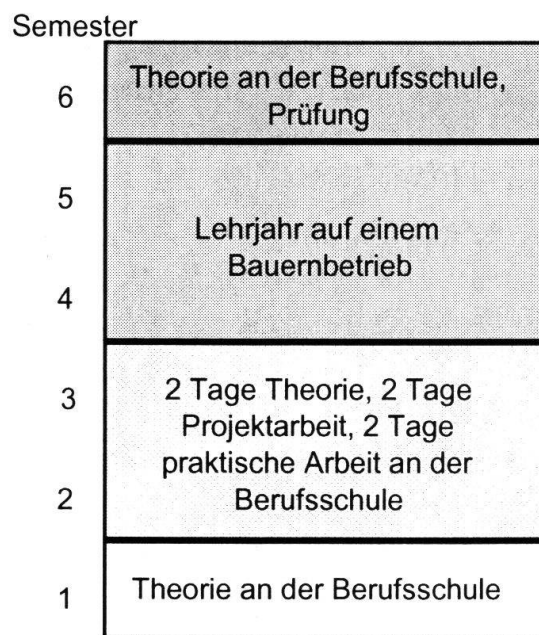 Semester
6
Theorie an der Berufsschule,
Prüfung
5
Lehrjahr auf einem
Bauernbetrieb
4
3
2 Tage Theorie, 2 Tage
Projektarbeit, 2 Tage
praktische Arbeit an der
Berufsschule
2
1
Theorie an der Berufsschule